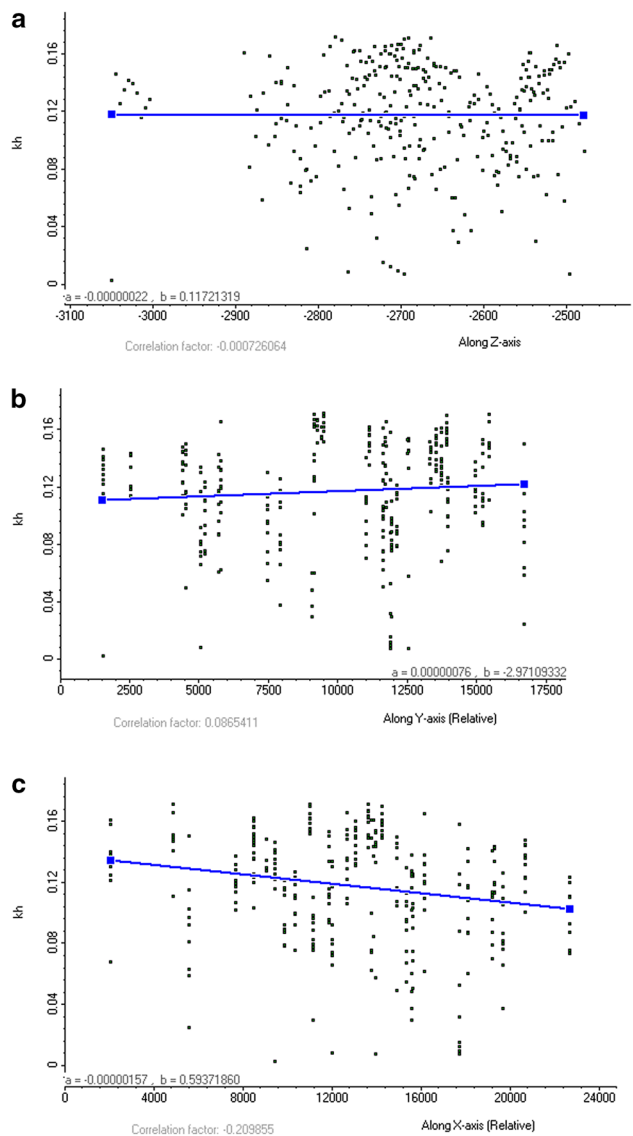 a
0.16
0.12
0.08
0.04
0
kh
a = -0.00000022 , b = 0.11721319
-3100 -3000 -2900 -2800 -2700 -2600 -2500
Correlation factor: -0.000726064
Along Z-axis
b
0.16
0.12
0.08
0.04
0
kh
a = 0.00000076 , b = -2.97109332
0 2500 5000 7500 10000 12500 15000 17500
Correlation factor: 0.0865411
Along Y-axis (Relative)
c
0.16
0.12
0.08
0.04
0
kh
a = -0.00000157 , b = 0.59371860
0 4000 8000 12000 16000 20000 24000
Correlation factor: -0.209855
Along X-axis (Relative)